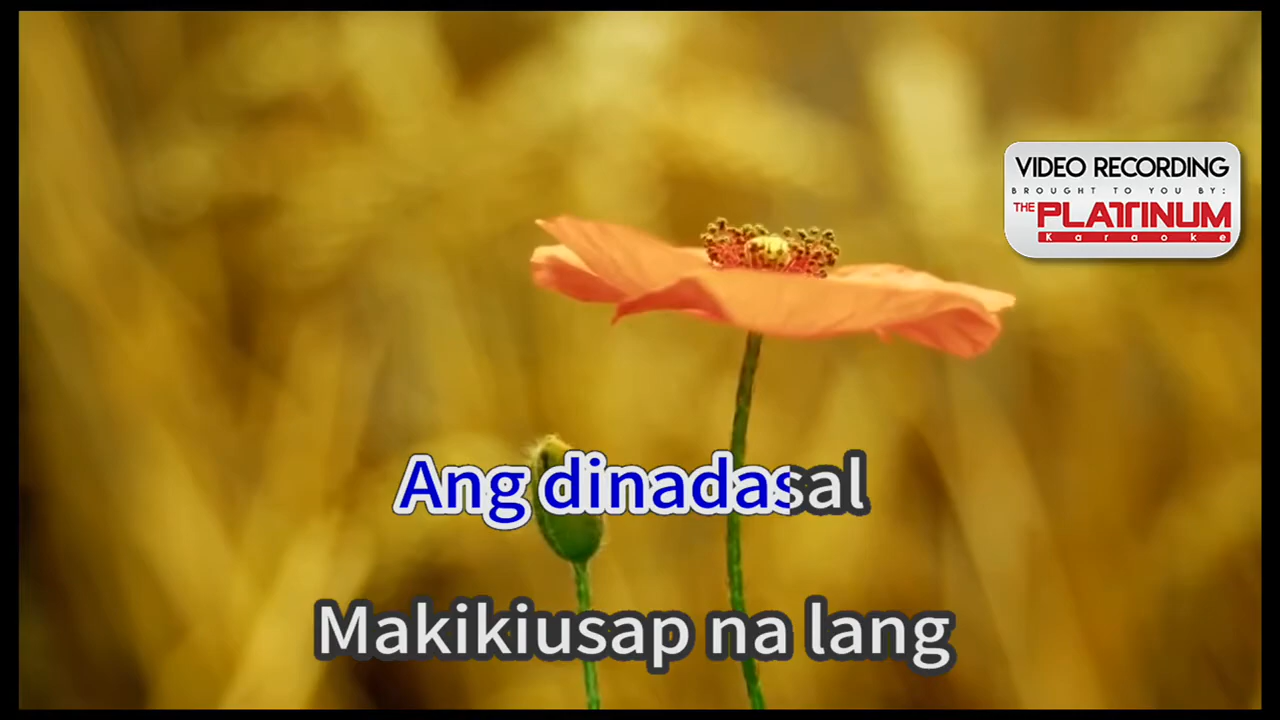 VIDEO RECORDING
BROUGHT TO YOU BY:
THE PLATINUM
Karaoke
Ang dinadasal
Makikiusap na lang